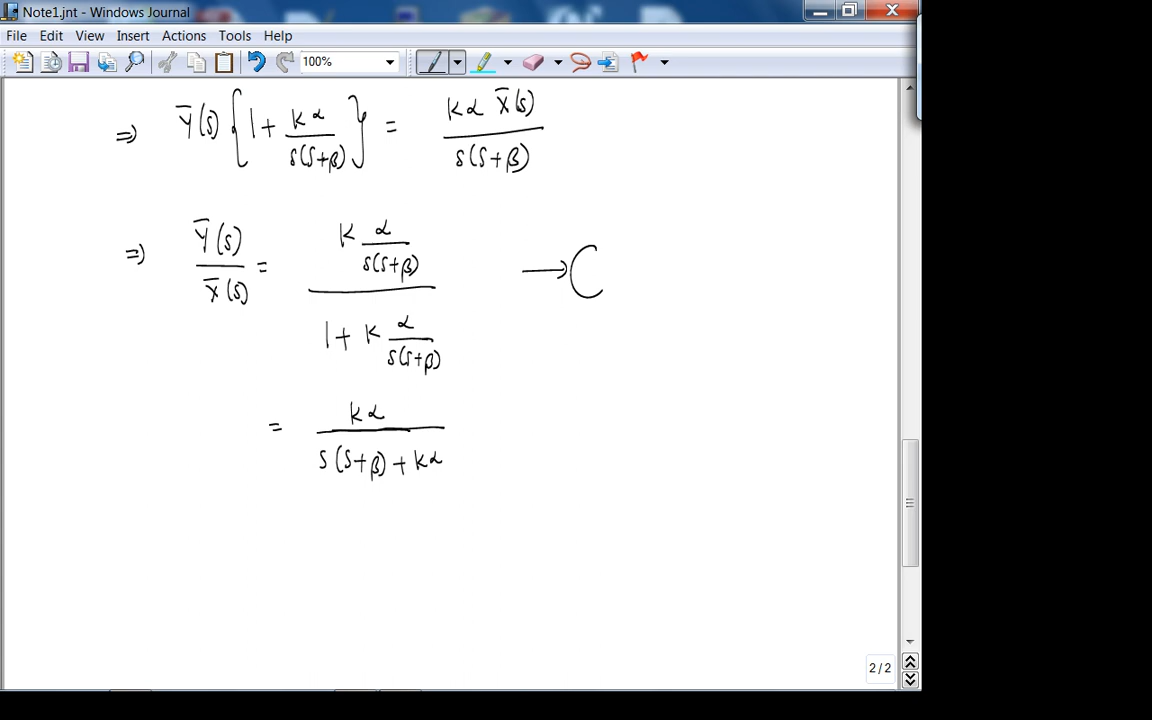 Note1.jnt - Windows Journal
File Edit View Insert Actions Tools Help
100%
⇒ Ȳ(s) { 1 + Kα / s(s+β) } = Kα X̄(s) / s(s+β)
⇒ Ȳ(s) / X̄(s) = K α/s(s+β) / 1 + K α/s(s+β) → C
= Kα / s(s+β) + Kα
2 / 2